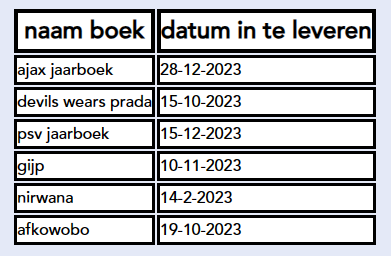 naam boek datum in te leveren
ajax jaarboek 28-12-2023
devils wears prada 15-10-2023
psv jaarboek 15-12-2023
gijp 10-11-2023
nirwana 14-2-2023
afkowobo 19-10-2023